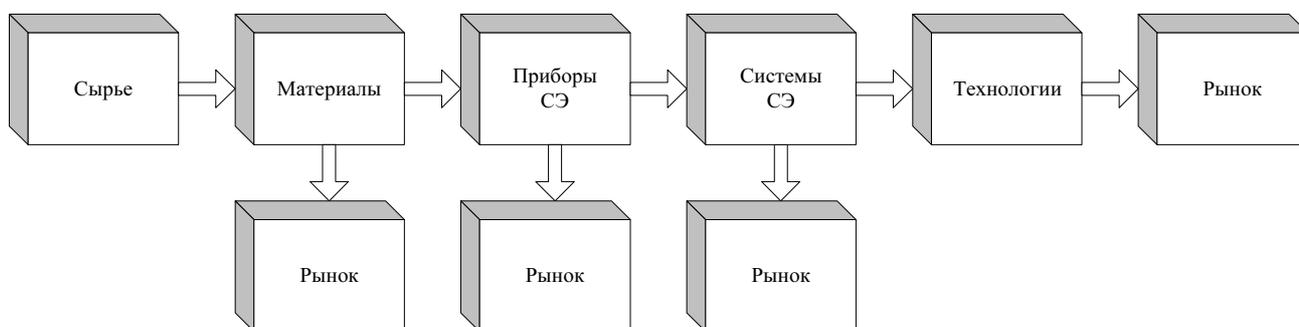 Сырье
Материалы
Приборы
СЭ
Системы
СЭ
Технологии
Рынок
Рынок
Рынок
Рынок